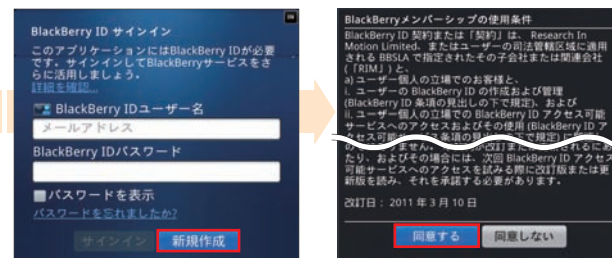 BlackBerry ID サインイン
このアプリケーションにはBlackBerry IDが必要
です。サインインしてBlackBerryサービスをさ
らに活用しましょう。
詳細を確認...
BlackBerry IDユーザー名
メールアドレス
BlackBerry IDパスワード
パスワードを表示
パスワードを忘れましたか?
サインイン 新規作成
BlackBerryメンバーシップの使用条件
BlackBerry ID 契約または「契約」は、 Research In
Motion Limited、またはユーザーの司法管轄区域に適用
される BBSLA で指定されたその子会社または関連会社
(「RIM」) と、
a) ユーザー個人の立場でのお客様と、
i. ユーザーの BlackBerry ID の作成および管理
(BlackBerry ID 条項の見出しの下で規定)、および
ii. ユーザー個人の立場での BlackBerry ID アクセス可能
サービスへのアクセスおよびその使用 (BlackBerry ID ア
たり、およびその場合には、次回 BlackBerry ID アクセス
可能サービスへのアクセスを試みる際に改訂版または更
新版を読み、それを承諾する必要があります。
改訂日： 2011 年 3 月 10 日
同意する 同意しない